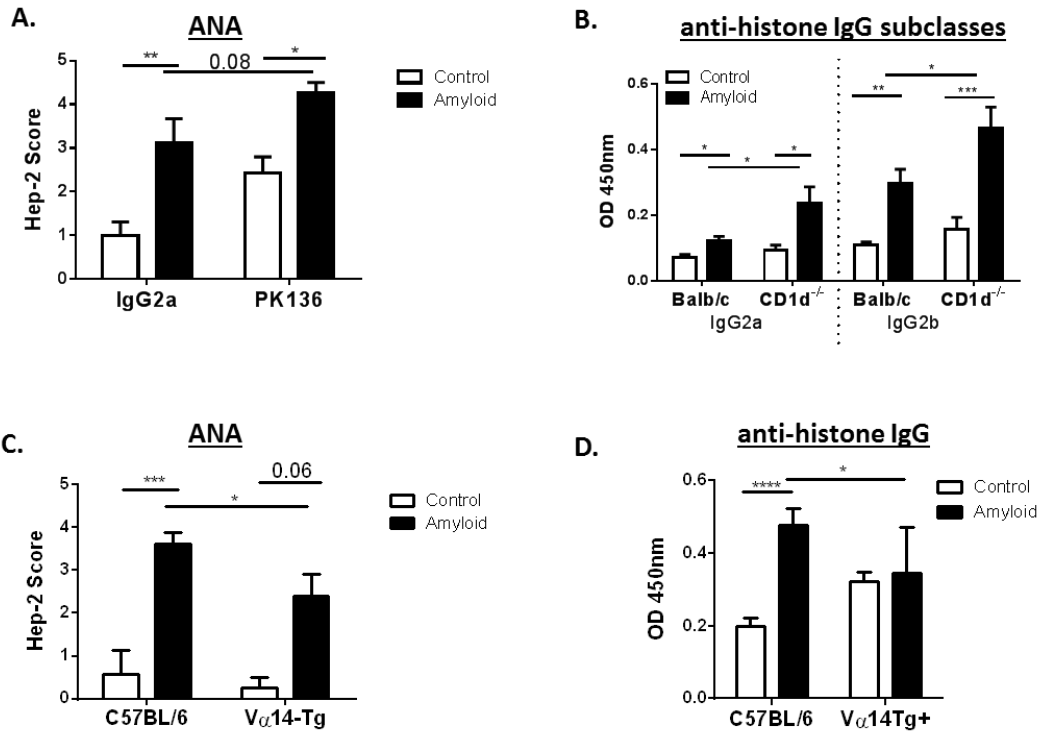 A.
ANA
**
0.08
*
Control
Amyloid
Hep-2 Score
5
4
3
2
1
0
IgG2a
PK136
B.
anti-histone IgG subclasses
Control
Amyloid
*
**
***
*
*
*
OD 450nm
0.6
0.4
0.2
0.0
Balb/c
CD1d-/-
Balb/c
CD1d-/-
IgG2a
IgG2b
C.
ANA
***
*
0.06
Control
Amyloid
Hep-2 Score
5
4
3
2
1
0
C57BL/6
Vα14-Tg
D.
anti-histone IgG
****
*
Control
Amyloid
OD 450nm
0.6
0.4
0.2
0.0
C57BL/6
Vα14Tg+